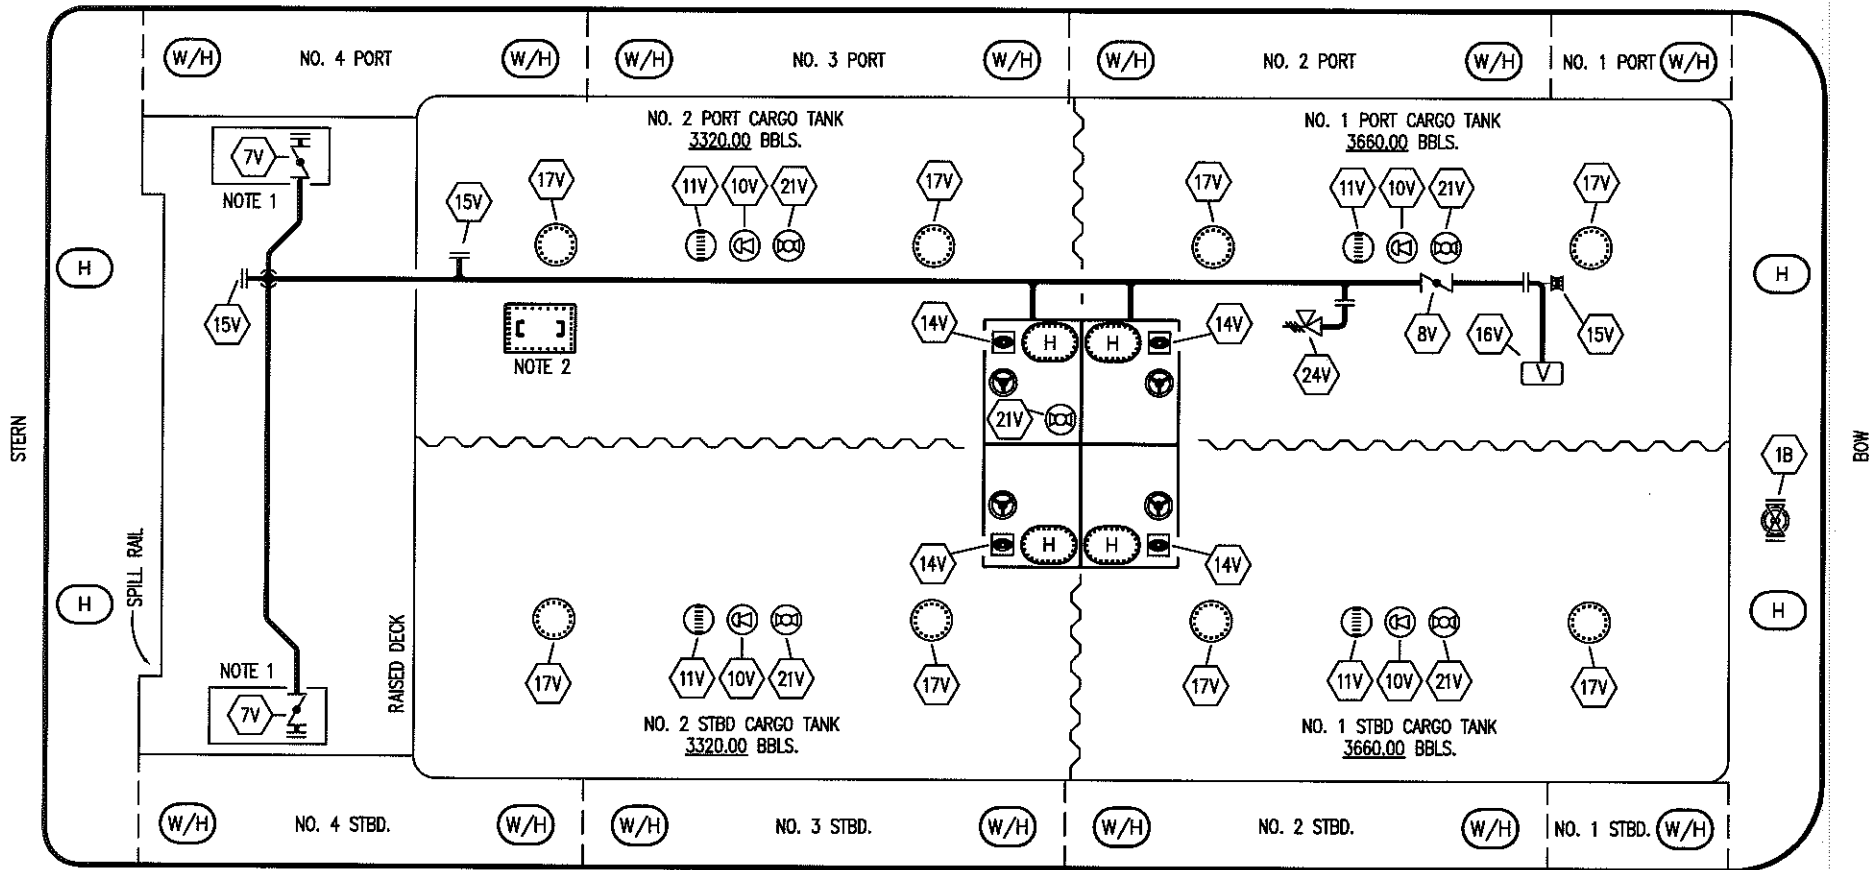 W/H NO. 4 PORT W/H W/H NO. 3 PORT W/H W/H NO. 2 PORT W/H NO. 1 PORT W/H
NO. 2 PORT CARGO TANK
3320.00 BBLS.
NO. 1 PORT CARGO TANK
3660.00 BBLS.
7V
NOTE 1
15V
17V
11V 10V 21V
17V
17V
11V 10V 21V
17V
H
H
15V
NOTE 2
14V
H H
14V
24V
8V
16V
15V
21V
STERN
BOW
1B
SPILL RAIL
RAISED DECK
H
14V
H H
14V
H
NOTE 1
7V
17V
11V 10V 21V
17V
17V
11V 10V 21V
17V
NO. 2 STBD CARGO TANK
3320.00 BBLS.
NO. 1 STBD CARGO TANK
3660.00 BBLS.
W/H NO. 4 STBD. W/H W/H NO. 3 STBD. W/H W/H NO. 2 STBD. W/H NO. 1 STBD. W/H
V